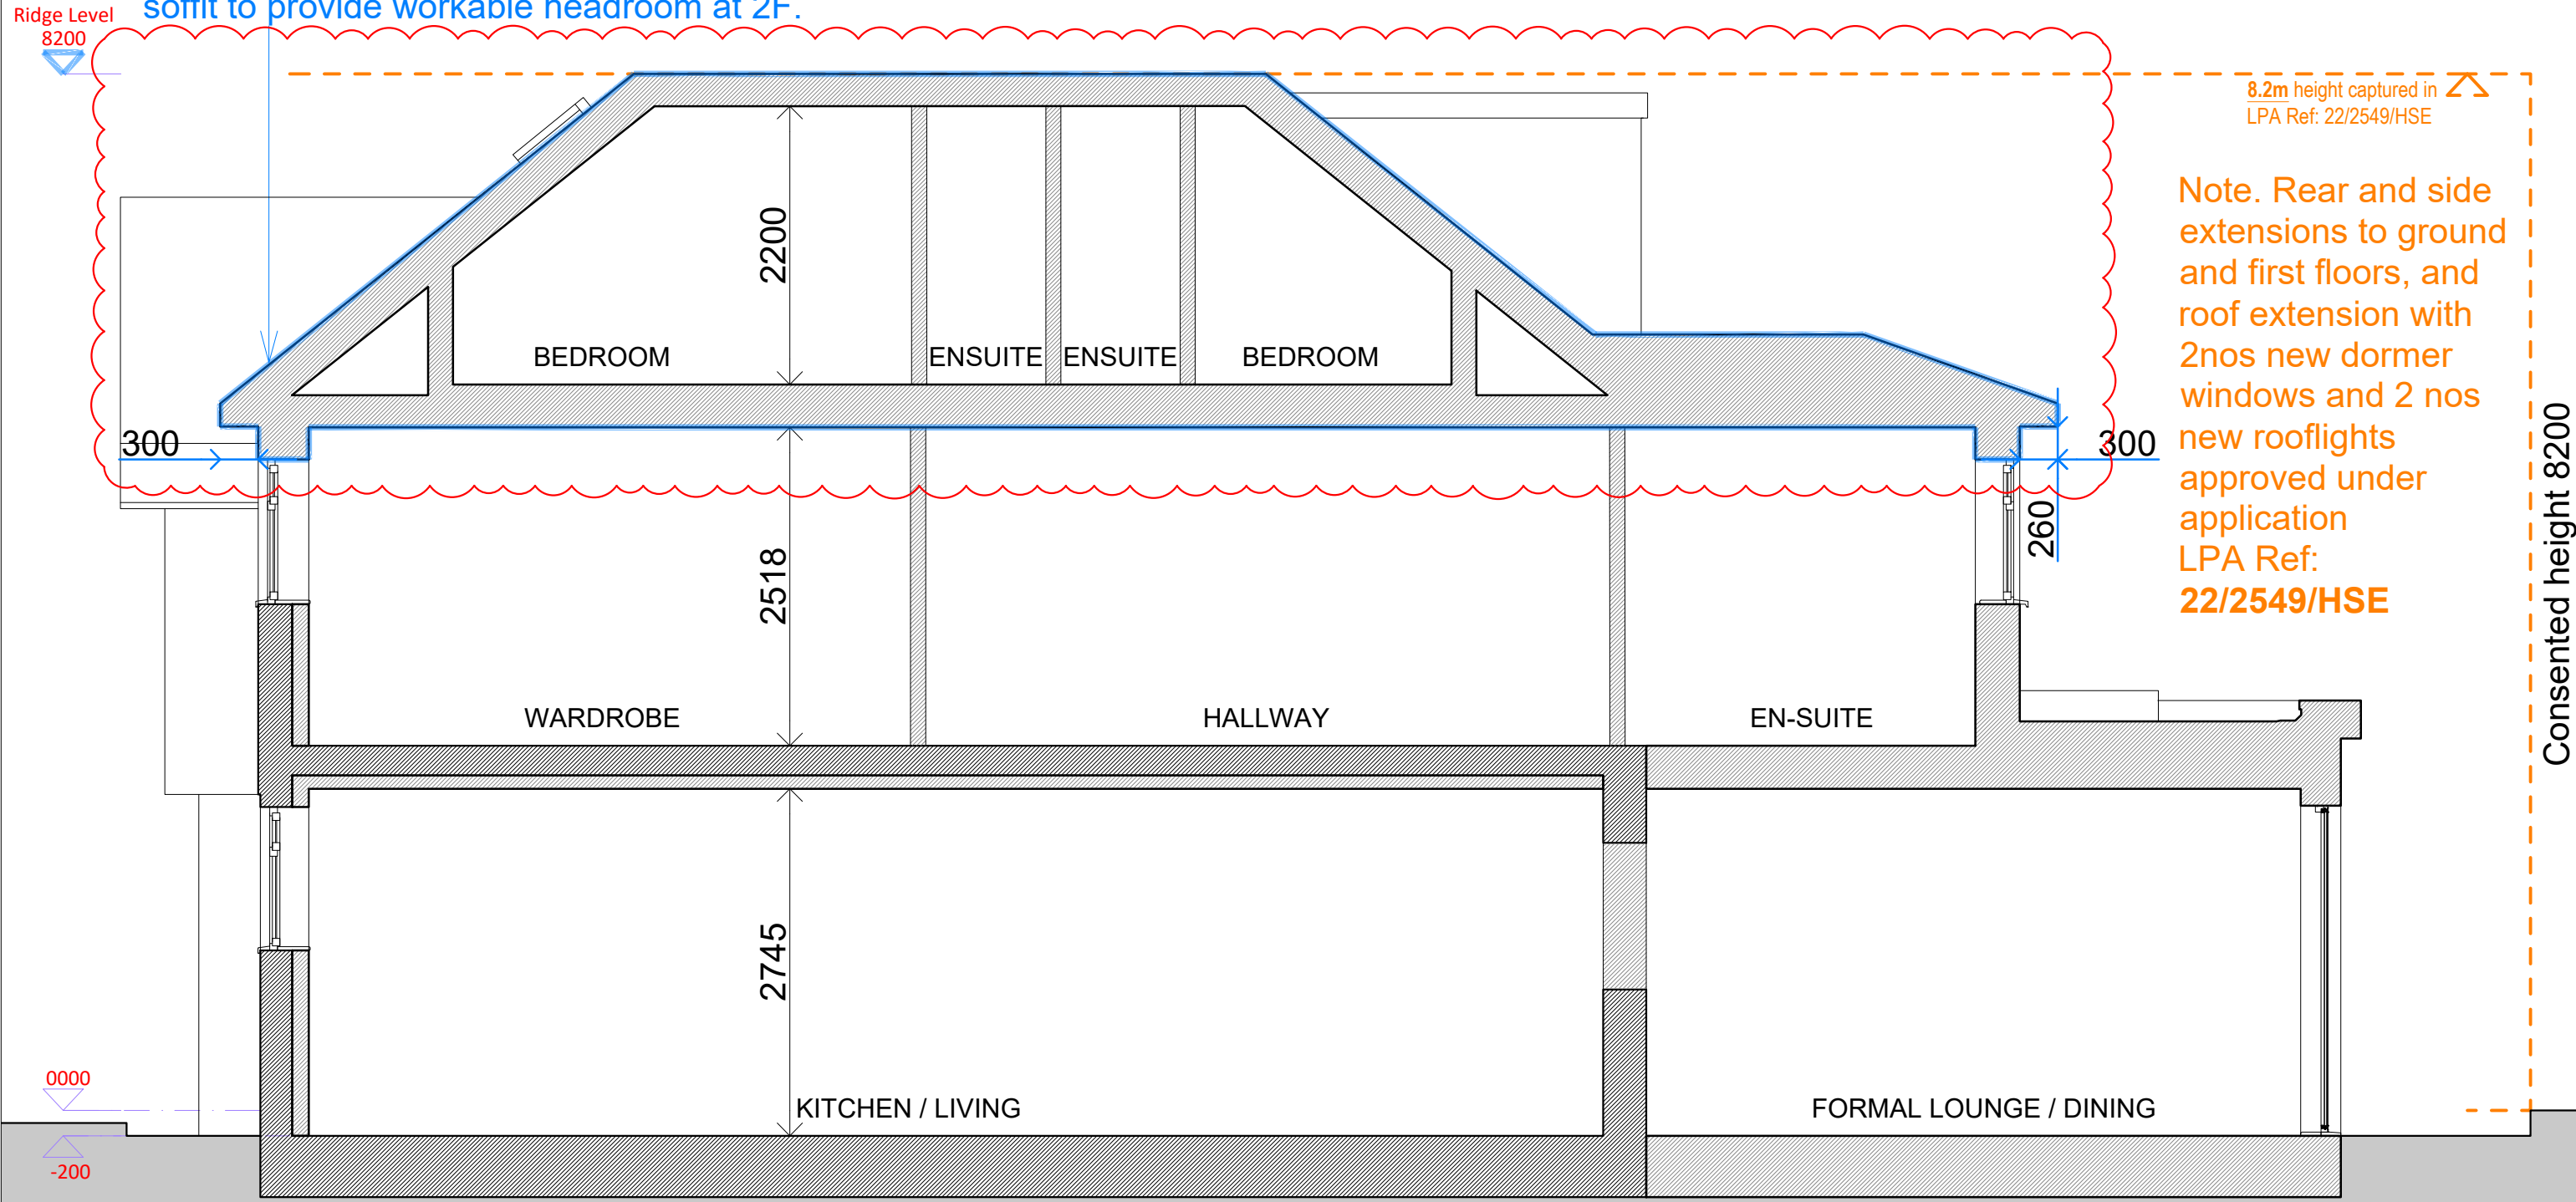 soffit to provide workable headroom at 2F.
Ridge Level
8200
8.2m height captured in
LPA Ref: 22/2549/HSE
Note. Rear and side
extensions to ground
and first floors, and
roof extension with
2nos new dormer
windows and 2 nos
new rooflights
approved under
application
LPA Ref:
22/2549/HSE
Consented height 8200
2200
BEDROOM
ENSUITE
ENSUITE
BEDROOM
300
300
260
2518
WARDROBE
HALLWAY
EN-SUITE
2745
0000
KITCHEN / LIVING
FORMAL LOUNGE / DINING
-200